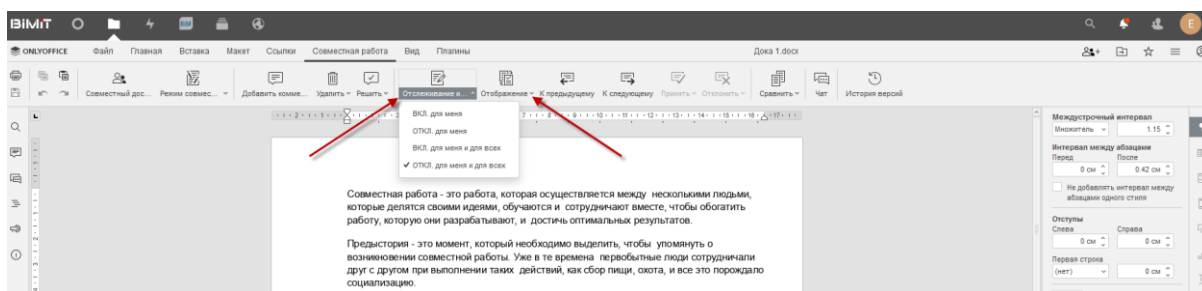 BIMIT BIM E
ONLYOFFICE Файл Главная Вставка Макет Ссылки Совместная работа Вид Плагины Дока 1.docx
Совместный дос... Режим совмес... Добавить комме... Удалить Решить Отслеживание и... Отображение К предыдущему К следующему Принять Отклонить Сравнить Чат История версий
ВКЛ. для меня
ОТКЛ. для меня
ВКЛ. для меня и для всех
ОТКЛ. для меня и для всех
Совместная работа - это работа, которая осуществляется между несколькими людьми,
которые делятся своими идеями, обучаются и сотрудничают вместе, чтобы обогатить
работу, которую они разрабатывают, и достичь оптимальных результатов.
Предыстория - это момент, который необходимо выделить, чтобы упомянуть о
возникновении совместной работы. Уже в те времена первобытные люди сотрудничали
друг с другом при выполнении таких действий, как сбор пищи, охота, и все это порождало
социализацию.
Междустрочный интервал
Множитель 1.15
Интервал между абзацами
Перед После
0 см 0.42 см
Не добавлять интервал между
абзацами одного стиля
Отступы
Слева Справа
0 см 0 см
Первая строка
(нет) 0 см